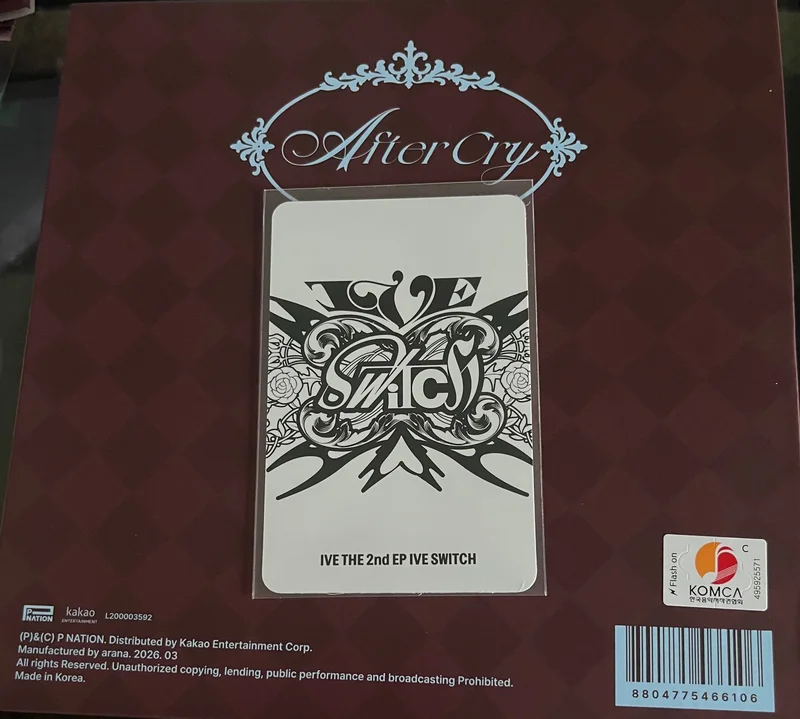 After Cry
IVE
SWITCH
IVE THE 2nd EP IVE SWITCH
Flash on
C
KOMCA
한국음악저작권협회
495925571
P NATION
kakao
ENTERTAINMENT
L200003592
(P)&(C) P NATION. Distributed by Kakao Entertainment Corp.
Manufactured by arana. 2026. 03
All rights Reserved. Unauthorized copying, lending, public performance and broadcasting Prohibited.
Made in Korea.
8804775466106